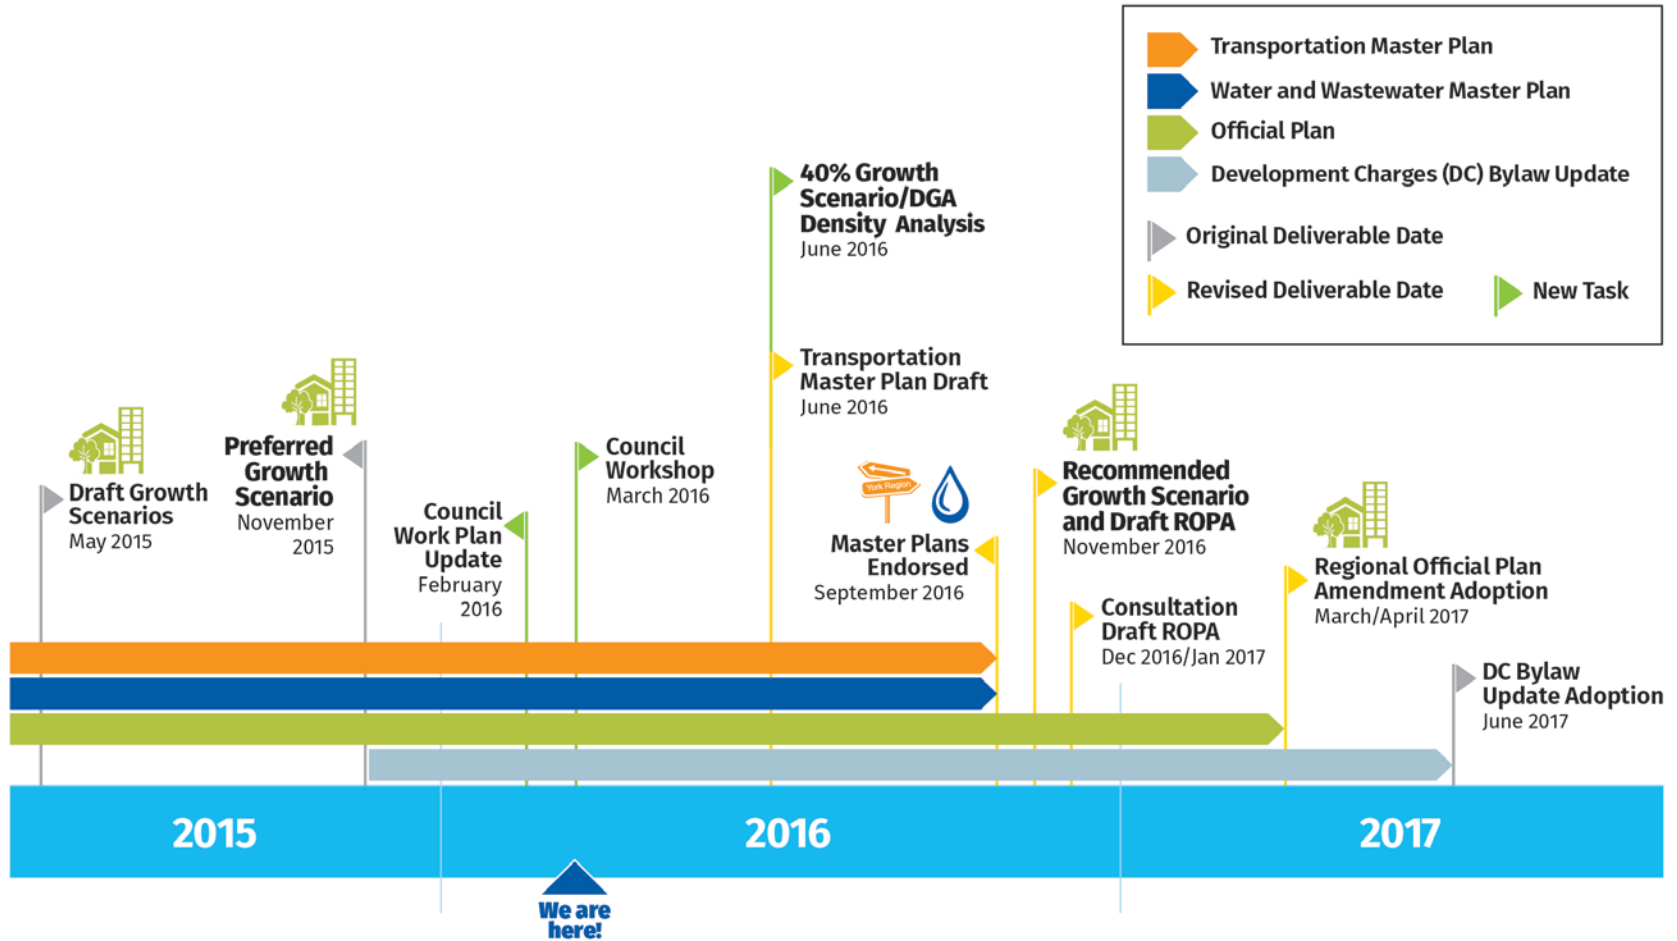 Transportation Master Plan
Water and Wastewater Master Plan
Official Plan
Development Charges (DC) Bylaw Update
Original Deliverable Date
Revised Deliverable Date
New Task
40% Growth
Scenario/DGA
Density Analysis
June 2016
Transportation
Master Plan Draft
June 2016
Draft Growth
Scenarios
May 2015
Preferred
Growth
Scenario
November
2015
Council
Work Plan
Update
February
2016
Council
Workshop
March 2016
York Region
Master Plans
Endorsed
September 2016
Recommended
Growth Scenario
and Draft ROPA
November 2016
Consultation
Draft ROPA
Dec 2016/Jan 2017
Regional Official Plan
Amendment Adoption
March/April 2017
DC Bylaw
Update Adoption
June 2017
2015
2016
2017
We are
here!